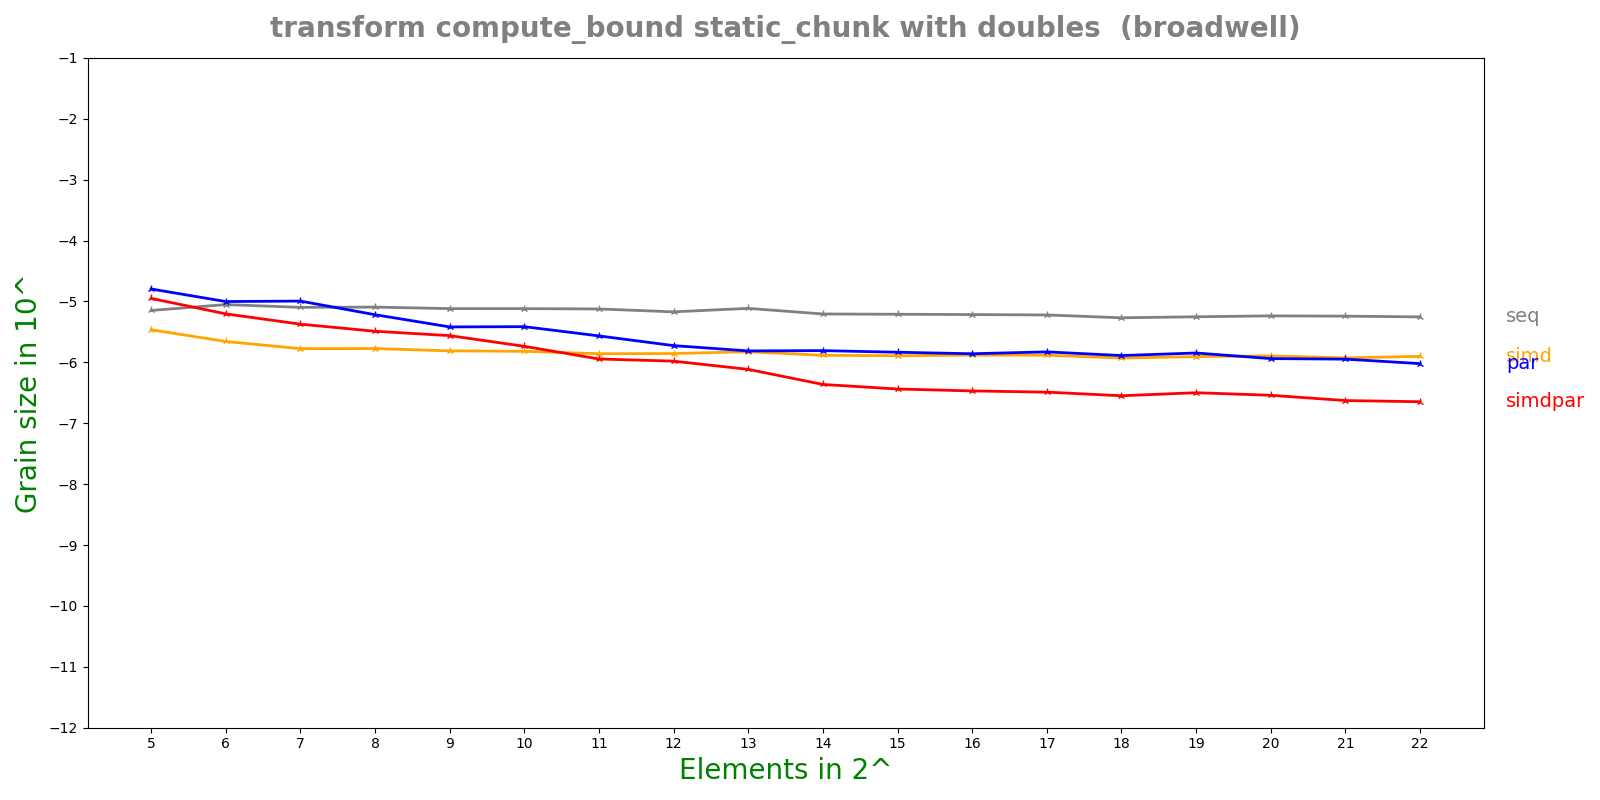 transform compute_bound static_chunk with doubles  (broadwell)
−1
−2
−3
−4
−5
−6
−7
−8
−9
−10
−11
−12
Grain size in 10^
seq
simd
par
simdpar
5 6 7 8 9 10 11 12 13 14 15 16 17 18 19 20 21 22
Elements in 2^